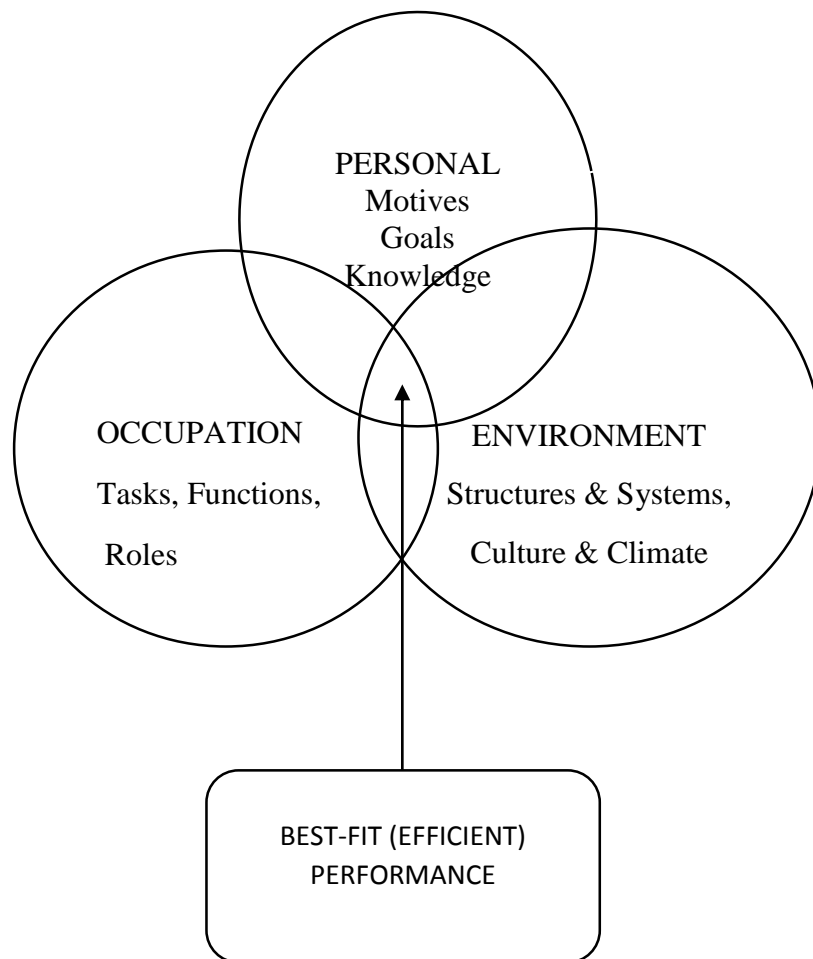 PERSONAL
Motives
Goals
Knowledge
OCCUPATION
Tasks, Functions,
Roles
ENVIRONMENT
Structures & Systems,
Culture & Climate
BEST-FIT (EFFICIENT)
PERFORMANCE